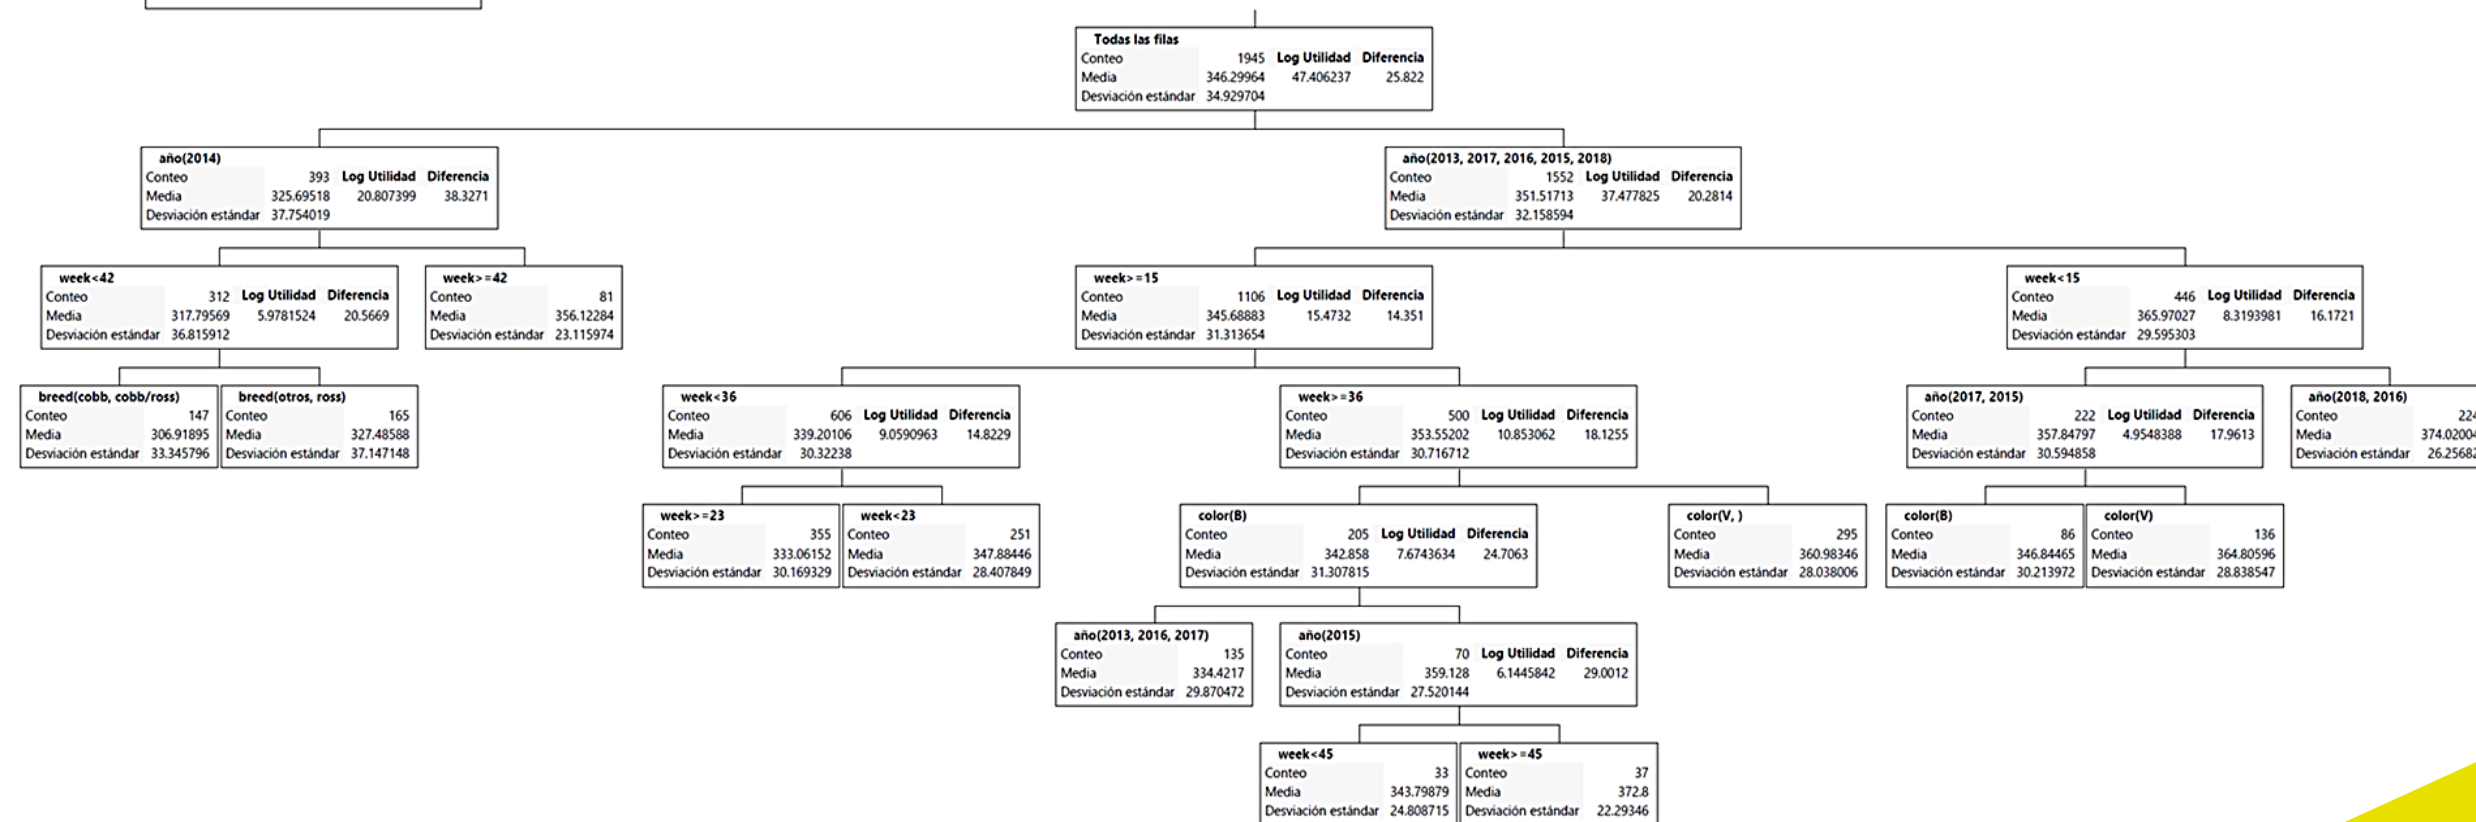 Todas las filas
Conteo 1945 Log Utilidad Diferencia
Media 346.29964 47.406237 25.822
Desviación estándar 34.929704
año(2014)
Conteo 393 Log Utilidad Diferencia
Media 325.69518 20.807399 38.3271
Desviación estándar 37.754019
año(2013, 2017, 2016, 2015, 2018)
Conteo 1552 Log Utilidad Diferencia
Media 351.51713 37.477825 20.2814
Desviación estándar 32.158594
week<42
Conteo 312 Log Utilidad Diferencia
Media 317.79569 5.9781524 20.5669
Desviación estándar 36.815912
week>=42
Conteo 81
Media 356.12284
Desviación estándar 23.115974
week>=15
Conteo 1106 Log Utilidad Diferencia
Media 345.68883 15.4732 14.351
Desviación estándar 31.313654
week<15
Conteo 446 Log Utilidad Diferencia
Media 365.97027 8.3193981 16.1721
Desviación estándar 29.595303
breed(cobb, cobb/ross)
Conteo 147
Media 306.91895
Desviación estándar 33.345796
breed(otros, ross)
Conteo 165
Media 327.48588
Desviación estándar 37.147148
week<36
Conteo 606 Log Utilidad Diferencia
Media 339.20106 9.0590963 14.8229
Desviación estándar 30.32238
week>=36
Conteo 500 Log Utilidad Diferencia
Media 353.55202 10.853062 18.1255
Desviación estándar 30.716712
año(2017, 2015)
Conteo 222 Log Utilidad Diferencia
Media 357.84797 4.9548388 17.9613
Desviación estándar 30.594858
año(2018, 2016)
Conteo 224
Media 374.02004
Desviación estándar 26.25682
week>=23
Conteo 355
Media 333.06152
Desviación estándar 30.169329
week<23
Conteo 251
Media 347.88446
Desviación estándar 28.407849
color(B)
Conteo 205 Log Utilidad Diferencia
Media 342.858 7.6743634 24.7063
Desviación estándar 31.307815
color(V, )
Conteo 295
Media 360.98346
Desviación estándar 28.038006
color(B)
Conteo 86
Media 346.84465
Desviación estándar 30.213972
color(V)
Conteo 136
Media 364.80596
Desviación estándar 28.838547
año(2013, 2016, 2017)
Conteo 135
Media 334.4217
Desviación estándar 29.870472
año(2015)
Conteo 70 Log Utilidad Diferencia
Media 359.128 6.1445842 29.0012
Desviación estándar 27.520144
week<45
Conteo 33
Media 343.79879
Desviación estándar 24.808715
week>=45
Conteo 37
Media 372.8
Desviación estándar 22.29346